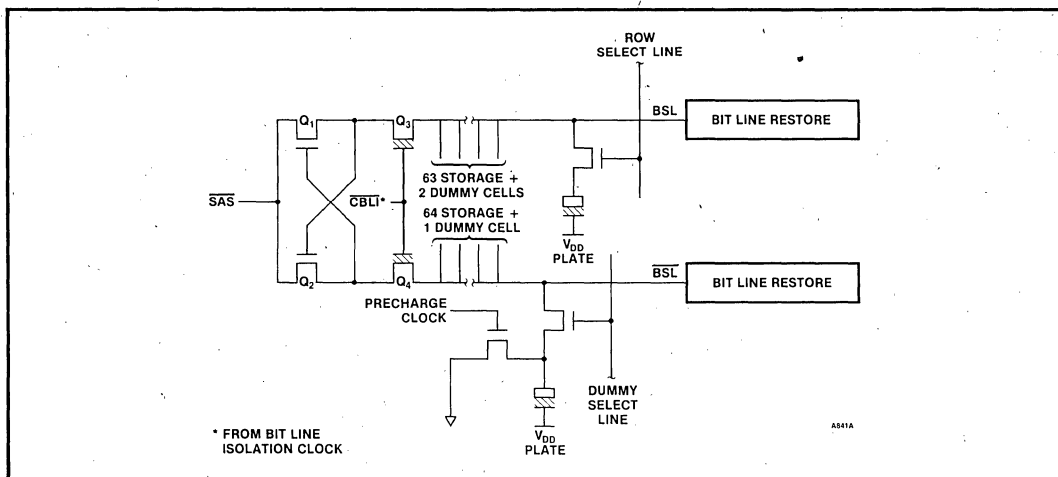 ROW
SELECT LINE
BSL
BIT LINE RESTORE
Q1
Q3
63 STORAGE +
2 DUMMY CELLS
SAS
CBLI*
64 STORAGE +
1 DUMMY CELL
VDD
PLATE
BSL
BIT LINE RESTORE
Q2
Q4
PRECHARGE
CLOCK
DUMMY
SELECT
LINE
VDD
PLATE
* FROM BIT LINE
ISOLATION CLOCK
A841A